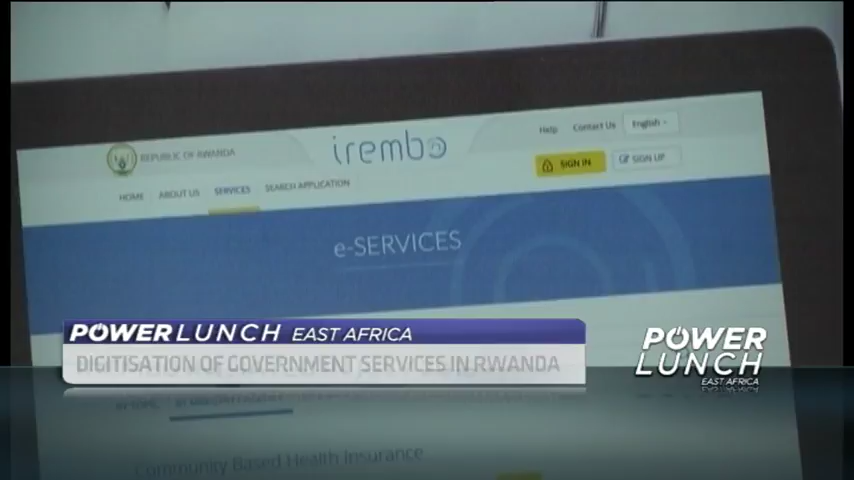 REPUBLIC OF RWANDA
irembo
Help
Contact Us
English
SIGN IN
SIGN UP
HOME
ABOUT US
SERVICES
SEARCH APPLICATION
e-SERVICES
POWER LUNCH EAST AFRICA
DIGITISATION OF GOVERNMENT SERVICES IN RWANDA
POWER
LUNCH
EAST AFRICA
Community Based Health Insurance